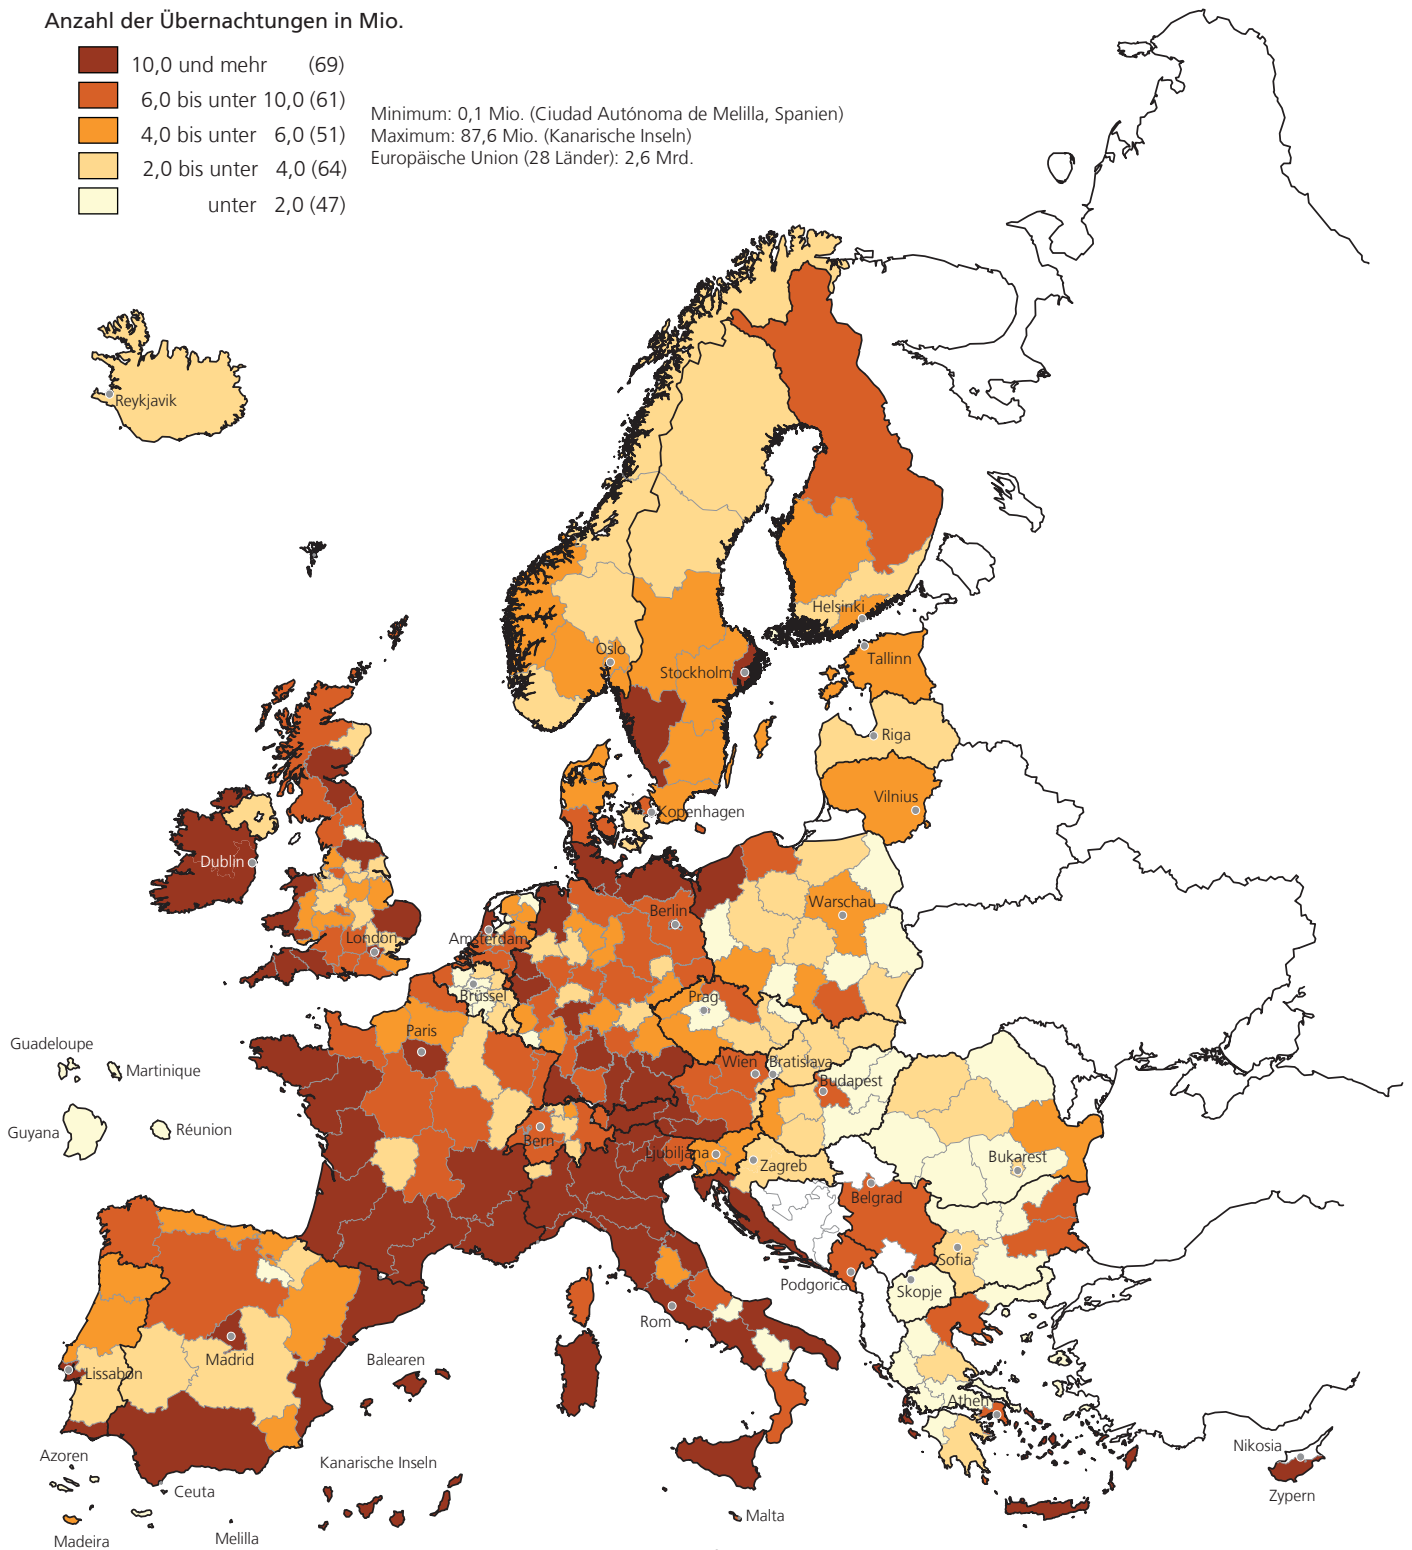 Anzahl der Übernachtungen in Mio.
10,0 und mehr (69)
6,0 bis unter 10,0 (61)
4,0 bis unter 6,0 (51)
2,0 bis unter 4,0 (64)
unter 2,0 (47)
Minimum: 0,1 Mio. (Ciudad Autónoma de Melilla, Spanien)
Maximum: 87,6 Mio. (Kanarische Inseln)
Europäische Union (28 Länder): 2,6 Mrd.
Reykjavik
Helsinki
Oslo
Tallinn
Stockholm
Riga
Vilnius
Kopenhagen
Dublin
Warschau
Berlin
London
Amsterdam
Brüssel
Prag
Paris
Guadeloupe
Martinique
Wien
Bratislava
Budapest
Guyana
Réunion
Bern
Ljubiljana
Zagreb
Bukarest
Belgrad
Sofia
Podgorica
Skopje
Rom
Madrid
Balearen
Lissabon
Athen
Azoren
Kanarische Inseln
Nikosia
Ceuta
Zypern
Malta
Madeira
Melilla